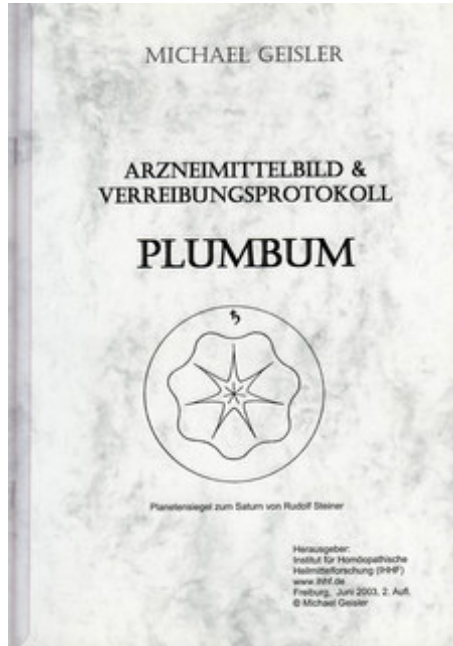 MICHAEL GEISLER
ARZNEIMITTELBILD &
VERREIBUNGSPROTOKOLL
PLUMBUM
♄
Planetensiegel zum Saturn von Rudolf Steiner
Herausgeber:
Institut für Homöopathische
Heilmittelforschung (IHHF)
www.ihhf.de
Freiburg, Juni 2003, 2. Aufl.
© Michael Geisler